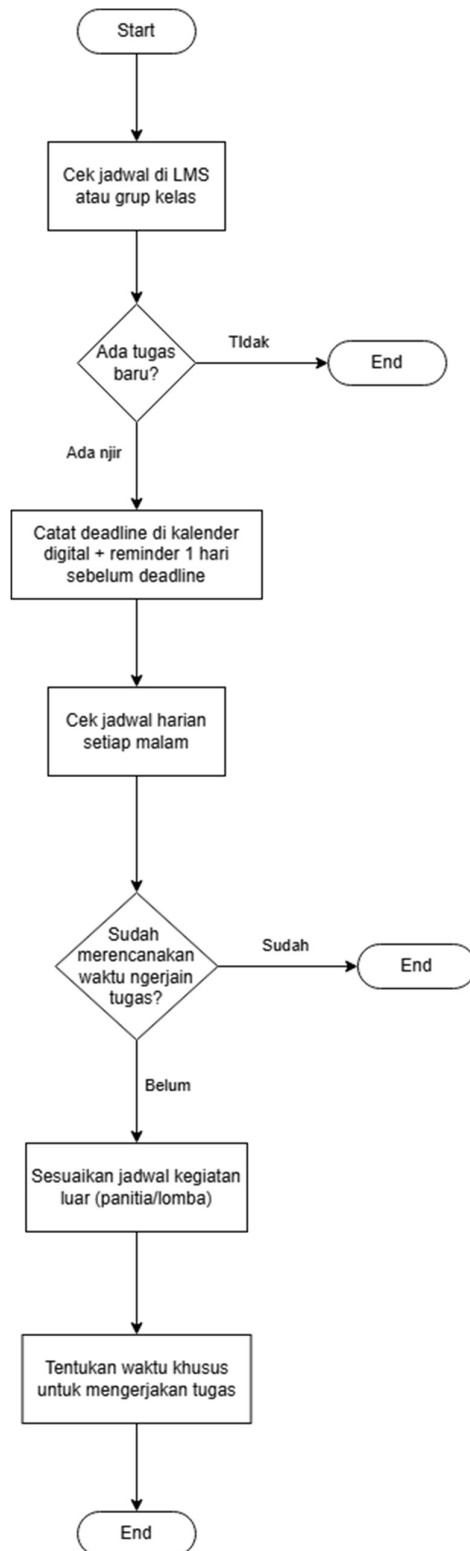 Start
Cek jadwal di LMS
atau grup kelas
Ada tugas
baru?
TIdak
End
Ada njir
Catat deadline di kalender
digital + reminder 1 hari
sebelum deadline
Cek jadwal harian
setiap malam
Sudah
merencanakan
waktu ngerjain
tugas?
Sudah
End
Belum
Sesuaikan jadwal kegiatan
luar (panitia/lomba)
Tentukan waktu khusus
untuk mengerjakan tugas
End